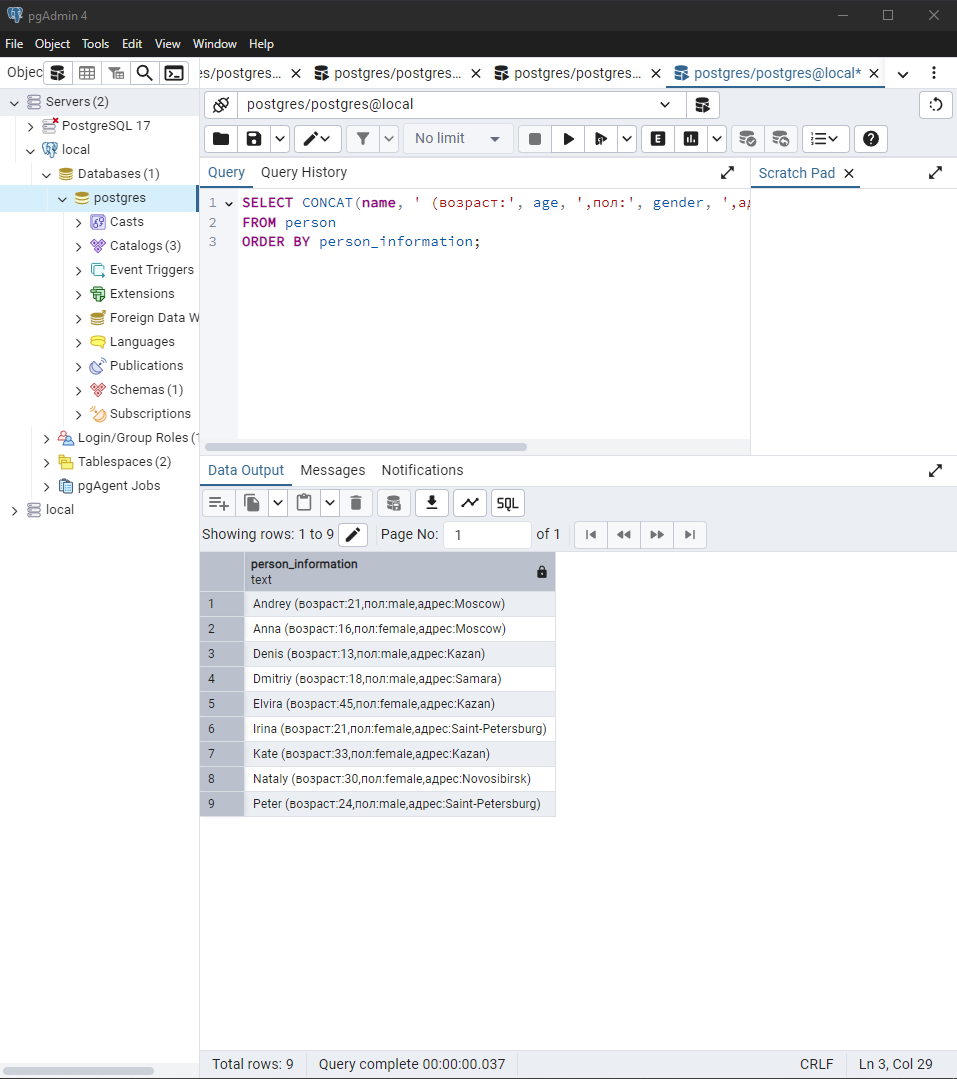 pgAdmin 4
File Object Tools Edit View Window Help
Objec
es/postgres... postgres/postgres... postgres/postgres... postgres/postgres@local*
Servers (2)
PostgreSQL 17
local
Databases (1)
postgres
Casts
Catalogs (3)
Event Triggers
Extensions
Foreign Data W
Languages
Publications
Schemas (1)
Subscriptions
Login/Group Roles (1
Tablespaces (2)
pgAgent Jobs
local
postgres/postgres@local
No limit
E
Query Query History
Scratch Pad
1 SELECT CONCAT(name, ' (возраст:', age, ',пол:', gender, ',ад
2 FROM person
3 ORDER BY person_information;
Data Output Messages Notifications
SQL
Showing rows: 1 to 9 Page No: 1 of 1
person_information
text
1 Andrey (возраст:21,пол:male,адрес:Moscow)
2 Anna (возраст:16,пол:female,адрес:Moscow)
3 Denis (возраст:13,пол:male,адрес:Kazan)
4 Dmitriy (возраст:18,пол:male,адрес:Samara)
5 Elvira (возраст:45,пол:female,адрес:Kazan)
6 Irina (возраст:21,пол:female,адрес:Saint-Petersburg)
7 Kate (возраст:33,пол:female,адрес:Kazan)
8 Nataly (возраст:30,пол:female,адрес:Novosibirsk)
9 Peter (возраст:24,пол:male,адрес:Saint-Petersburg)
Total rows: 9 Query complete 00:00:00.037 CRLF Ln 3, Col 29